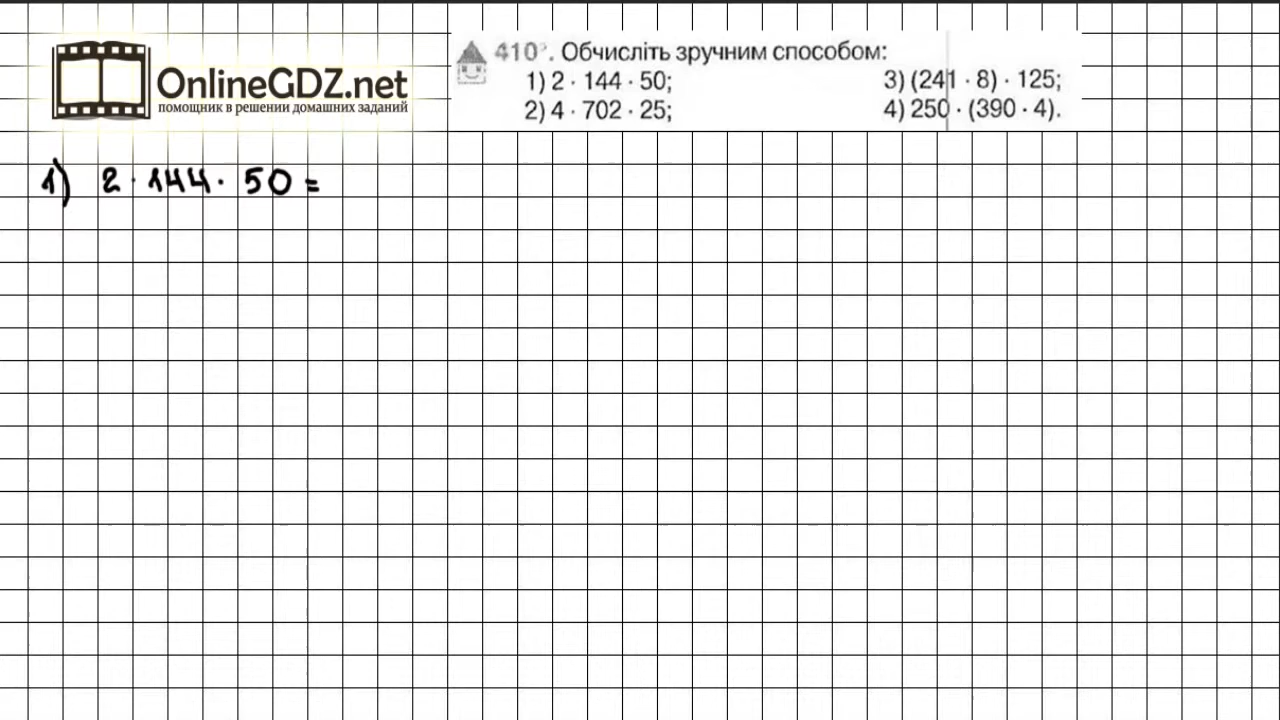 OnlineGDZ.net
помощник в решении домашних заданий
410°. Обчисліть зручним способом:
1) 2 · 144 · 50;
2) 4 · 702 · 25;
3) (241 · 8) · 125;
4) 250 · (390 · 4).
1) 2 · 144 · 50 =